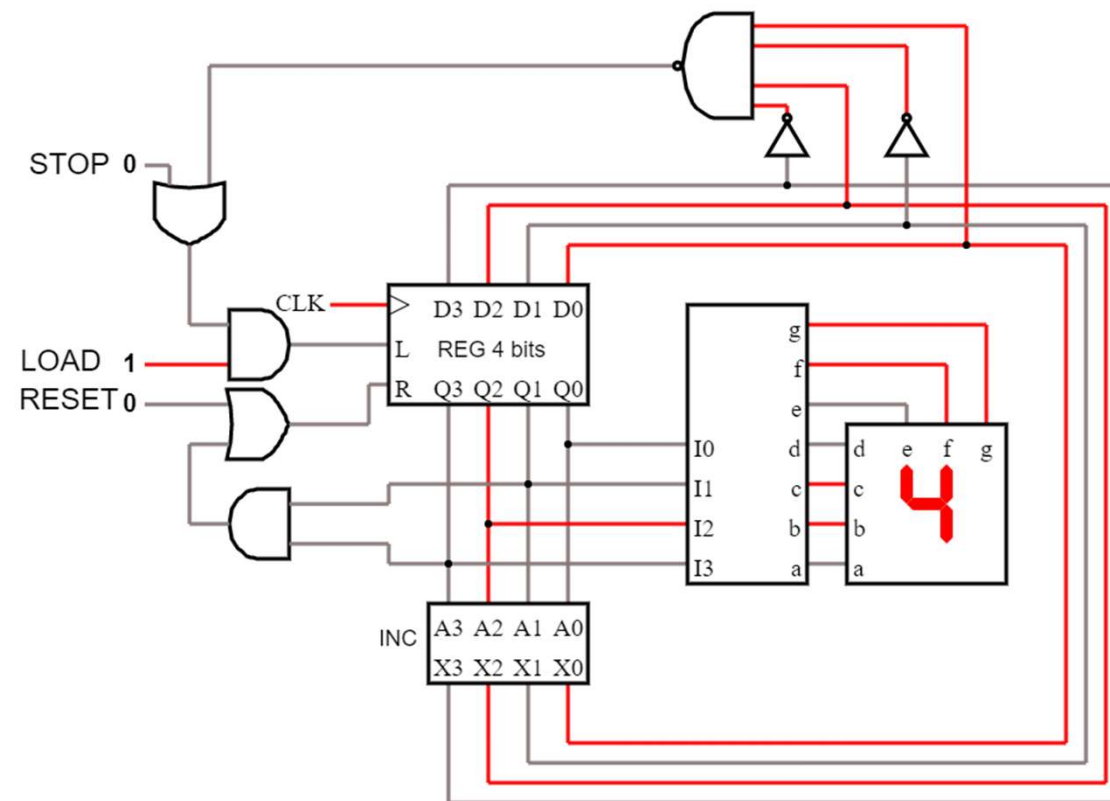 STOP 0
CLK
D3 D2 D1 D0
LOAD 1
L REG 4 bits
RESET 0
R Q3 Q2 Q1 Q0
g
f
e
I0 d d e f g
I1 c c 4
I2 b b
I3 a a
INC A3 A2 A1 A0
X3 X2 X1 X0